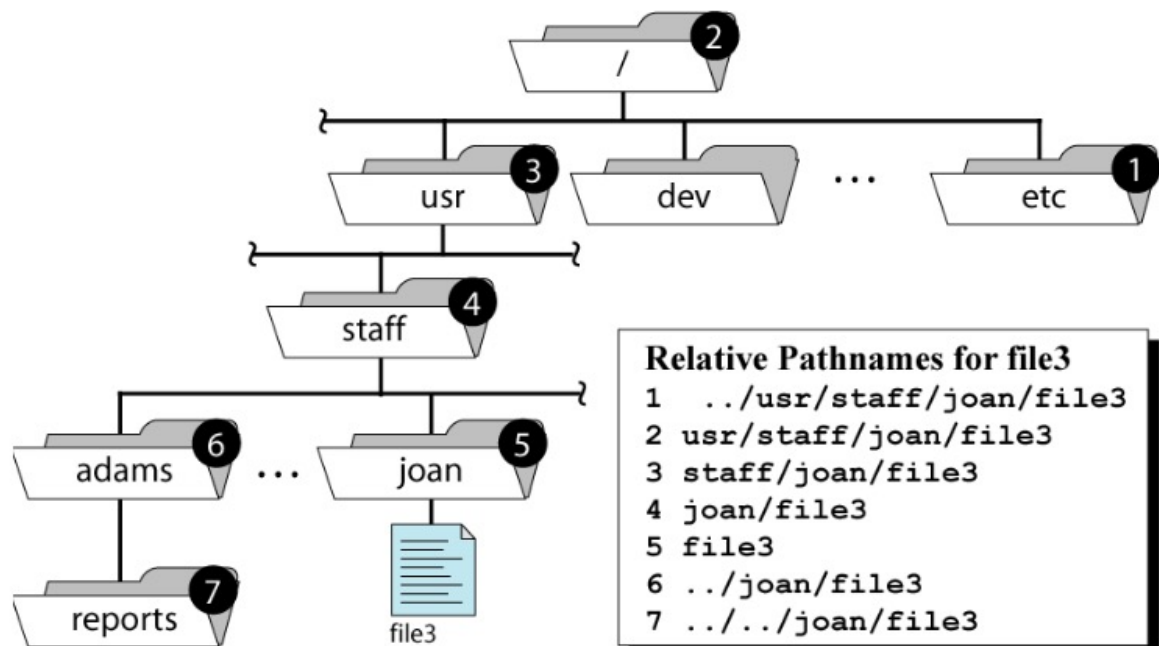 2
/
3
usr
dev
...
1
etc
4
staff
6
adams
...
5
joan
7
reports
file3
Relative Pathnames for file3
1 ../usr/staff/joan/file3
2 usr/staff/joan/file3
3 staff/joan/file3
4 joan/file3
5 file3
6 ../joan/file3
7 ../../joan/file3